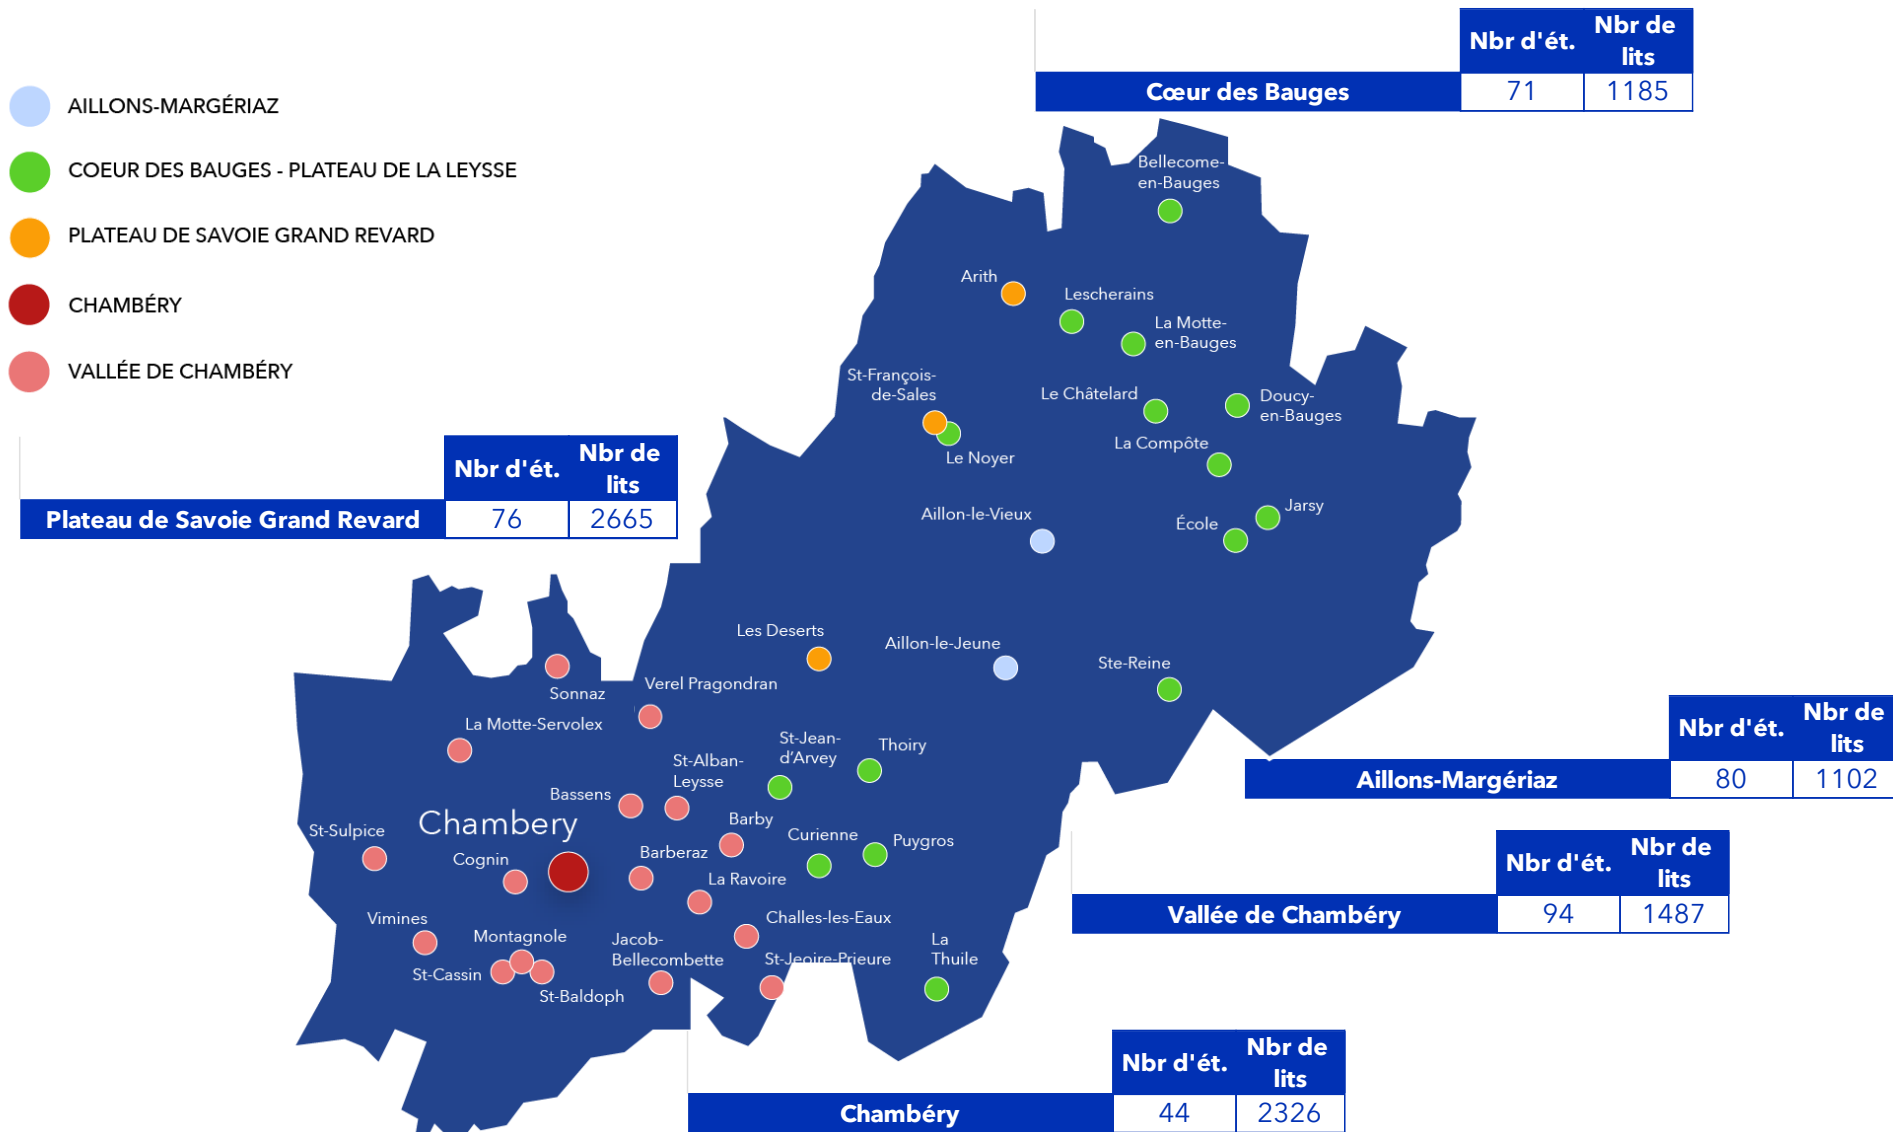 Nbr d'ét.
Nbr de
lits
Cœur des Bauges
71
1185
AILLONS-MARGÉRIAZ
COEUR DES BAUGES - PLATEAU DE LA LEYSSE
PLATEAU DE SAVOIE GRAND REVARD
CHAMBÉRY
VALLÉE DE CHAMBÉRY
Nbr d'ét.
Nbr de
lits
Plateau de Savoie Grand Revard
76
2665
Bellecome-
en-Bauges
Arith
Lescherains
La Motte-
en-Bauges
St-François-
de-Sales
Le Châtelard
Doucy-
en-Bauges
La Compôte
Le Noyer
Aillon-le-Vieux
Jarsy
École
Les Deserts
Aillon-le-Jeune
Ste-Reine
Sonnaz
Verel Pragondran
La Motte-Servolex
St-Jean-
d'Arvey
Thoiry
St-Alban-
Leysse
Bassens
Chambery
Barby
St-Sulpice
Curienne
Puygros
Cognin
Barberaz
La Ravoire
Vimines
Challes-les-Eaux
Montagnole
Jacob-
Bellecombette
La
Thuile
St-Jeoire-Prieure
St-Cassin
St-Baldoph
Nbr d'ét.
Nbr de
lits
Aillons-Margériaz
80
1102
Nbr d'ét.
Nbr de
lits
Vallée de Chambéry
94
1487
Nbr d'ét.
Nbr de
lits
Chambéry
44
2326